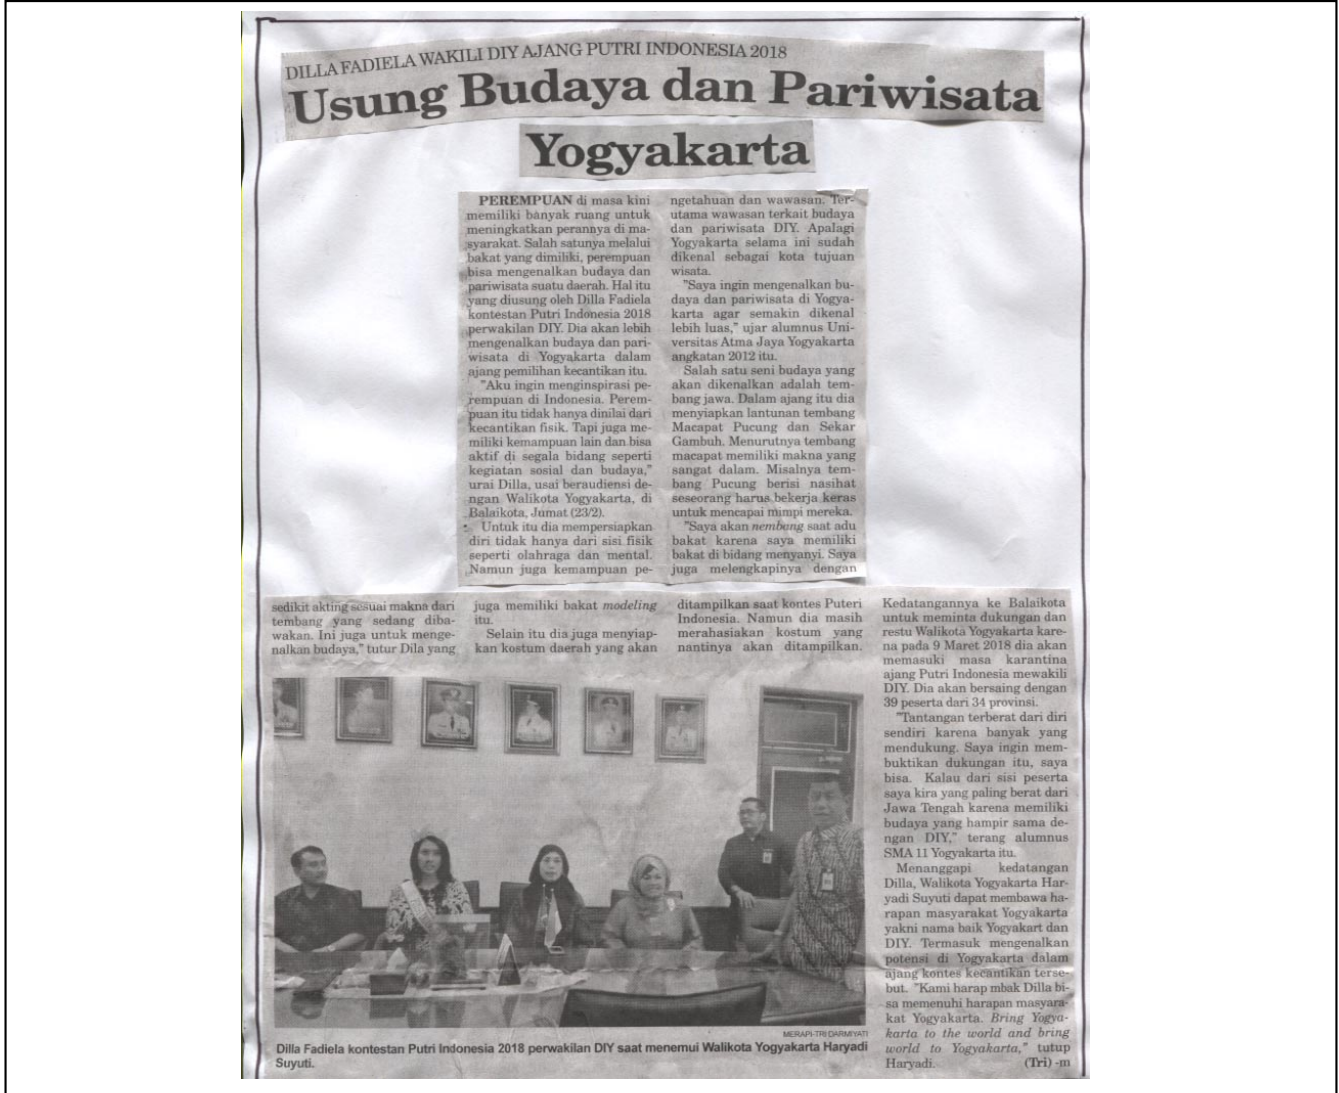 DILLA FADIELA WAKILI DIY AJANG PUTRI INDONESIA 2018
Usung Budaya dan Pariwisata
Yogyakarta
PEREMPUAN di masa kini
memiliki banyak ruang untuk
meningkatkan perannya di ma-
syarakat. Salah satunya melalui
bakat yang dimiliki, perempuan
bisa mengenalkan budaya dan
pariwisata suatu daerah. Hal itu
yang diusung oleh Dilla Fadiela
kontestan Putri Indonesia 2018
perwakilan DIY. Dia akan lebih
mengenalkan budaya dan pari-
wisata di Yogyakarta dalam
ajang pemilihan kecantikan itu.
"Aku ingin menginspirasi pe-
rempuan di Indonesia. Perem-
puan itu tidak hanya dinilai dari
kecantikan fisik. Tapi juga me-
miliki kemampuan lain dan bisa
aktif di segala bidang seperti
kegiatan sosial dan budaya,"
urai Dilla, usai beraudiensi de-
ngan Walikota Yogyakarta, di
Balaikota, Jumat (23/2).
Untuk itu dia mempersiapkan
diri tidak hanya dari sisi fisik
seperti olahraga dan mental.
Namun juga kemampuan pe-
ngetahuan dan wawasan. Ter-
utama wawasan terkait budaya
dan pariwisata DIY. Apalagi
Yogyakarta selama ini sudah
dikenal sebagai kota tujuan
wisata.
"Saya ingin mengenalkan bu-
daya dan pariwisata di Yogya-
karta agar semakin dikenal
lebih luas," ujar alumnus Uni-
versitas Atma Jaya Yogyakarta
angkatan 2012 itu.
Salah satu seni budaya yang
akan dikenalkan adalah tem-
bang jawa. Dalam ajang itu dia
menyiapkan lantunan tembang
Macapat Pucung dan Sekar
Gambuh. Menurutnya tembang
macapat memiliki makna yang
sangat dalam. Misalnya tem-
bang Pucung berisi nasihat
seseorang harus bekerja keras
untuk mencapai mimpi mereka.
"Saya akan nembang saat adu
bakat karena saya memiliki
bakat di bidang menyanyi. Saya
juga melengkapinya dengan
sedikit akting sesuai makna dari
tembang yang sedang diba-
wakan. Ini juga untuk menge-
nalkan budaya," tutur Dila yang
juga memiliki bakat modeling
itu.
Selain itu dia juga menyiap-
kan kostum daerah yang akan
ditampilkan saat kontes Puteri
Indonesia. Namun dia masih
merahasiakan kostum yang
nantinya akan ditampilkan.
Kedatangannya ke Balaikota
untuk meminta dukungan dan
restu Walikota Yogyakarta kare-
na pada 9 Maret 2018 dia akan
memasuki masa karantina
ajang Putri Indonesia mewakili
DIY. Dia akan bersaing dengan
39 peserta dari 34 provinsi.
"Tantangan terberat dari diri
sendiri karena banyak yang
mendukung. Saya ingin mem-
buktikan dukungan itu, saya
bisa. Kalau dari sisi peserta
saya kira yang paling berat dari
Jawa Tengah karena memiliki
budaya yang hampir sama de-
ngan DIY," terang alumnus
SMA 11 Yogyakarta itu.
Menanggapi kedatangan
Dilla, Walikota Yogyakarta Har-
yadi Suyuti dapat membawa ha-
rapan masyarakat Yogyakarta
yakni nama baik Yogyakart dan
DIY. Termasuk mengenalkan
potensi di Yogyakarta dalam
ajang kontes kecantikan terse-
but. "Kami harap mbak Dilla bi-
sa memenuhi harapan masyara-
kat Yogyakarta. Bring Yogya-
karta to the world and bring
world to Yogyakarta," tutup
Haryadi. (Tri) -m
MERAPI-TRI DARMIYATI
Dilla Fadiela kontestan Putri Indonesia 2018 perwakilan DIY saat menemui Walikota Yogyakarta Haryadi
Suyuti.